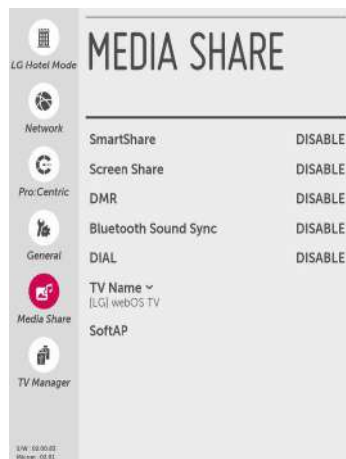 MEDIA SHARE
LG Hotel Mode
Network
Pro:Centric
General
Media Share
TV Manager
SmartShare DISABLE
Screen Share DISABLE
DMR DISABLE
Bluetooth Sound Sync DISABLE
DIAL DISABLE
TV Name
[LG] webOS TV
SoftAP